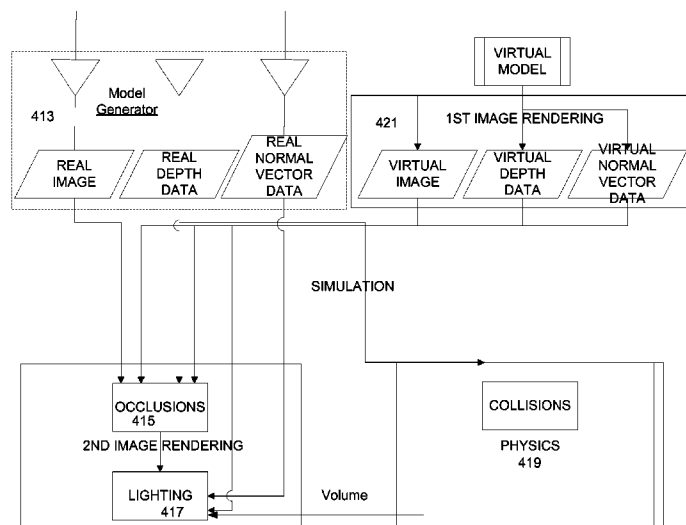 VIRTUAL
MODEL
Model
Generator
413
421
1ST IMAGE RENDERING
REAL
IMAGE
REAL
DEPTH
DATA
REAL
NORMAL
VECTOR
DATA
VIRTUAL
IMAGE
VIRTUAL
DEPTH
DATA
VIRTUAL
NORMAL
VECTOR
DATA
SIMULATION
OCCLUSIONS
415
2ND IMAGE RENDERING
LIGHTING
417
Volume
COLLISIONS
PHYSICS
419